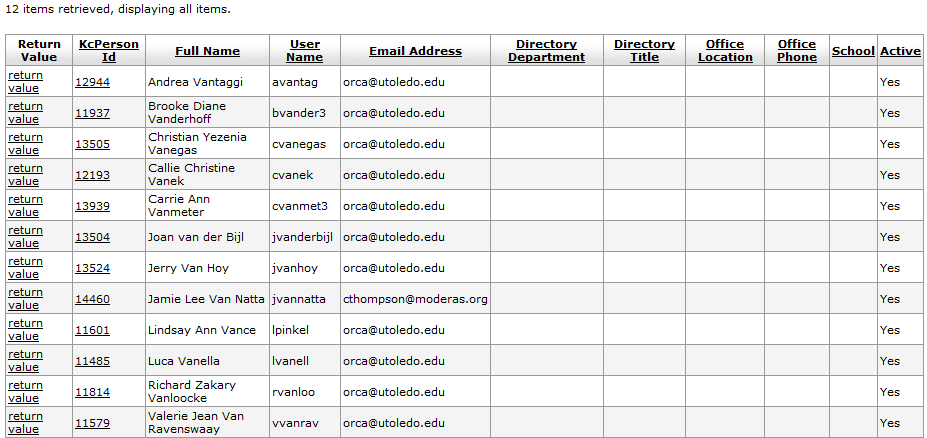 12 items retrieved, displaying all items.
Return Value KcPerson Id Full Name User Name Email Address Directory Department Directory Title Office Location Office Phone School Active
return value 12944 Andrea Vantaggi avantag orca@utoledo.edu Yes
return value 11937 Brooke Diane Vanderhoff bvander3 orca@utoledo.edu Yes
return value 13505 Christian Yezenia Vanegas cvanegas orca@utoledo.edu Yes
return value 12193 Callie Christine Vanek cvanek orca@utoledo.edu Yes
return value 13939 Carrie Ann Vanmeter cvanmet3 orca@utoledo.edu Yes
return value 13504 Joan van der Bijl jvanderbijl orca@utoledo.edu Yes
return value 13524 Jerry Van Hoy jvanhoy orca@utoledo.edu Yes
return value 14460 Jamie Lee Van Natta jvannatta cthompson@moderas.org Yes
return value 11601 Lindsay Ann Vance lpinkel orca@utoledo.edu Yes
return value 11485 Luca Vanella lvanell orca@utoledo.edu Yes
return value 11814 Richard Zakary Vanloocke rvanloo orca@utoledo.edu Yes
return value 11579 Valerie Jean Van Ravenswaay vvanrav orca@utoledo.edu Yes